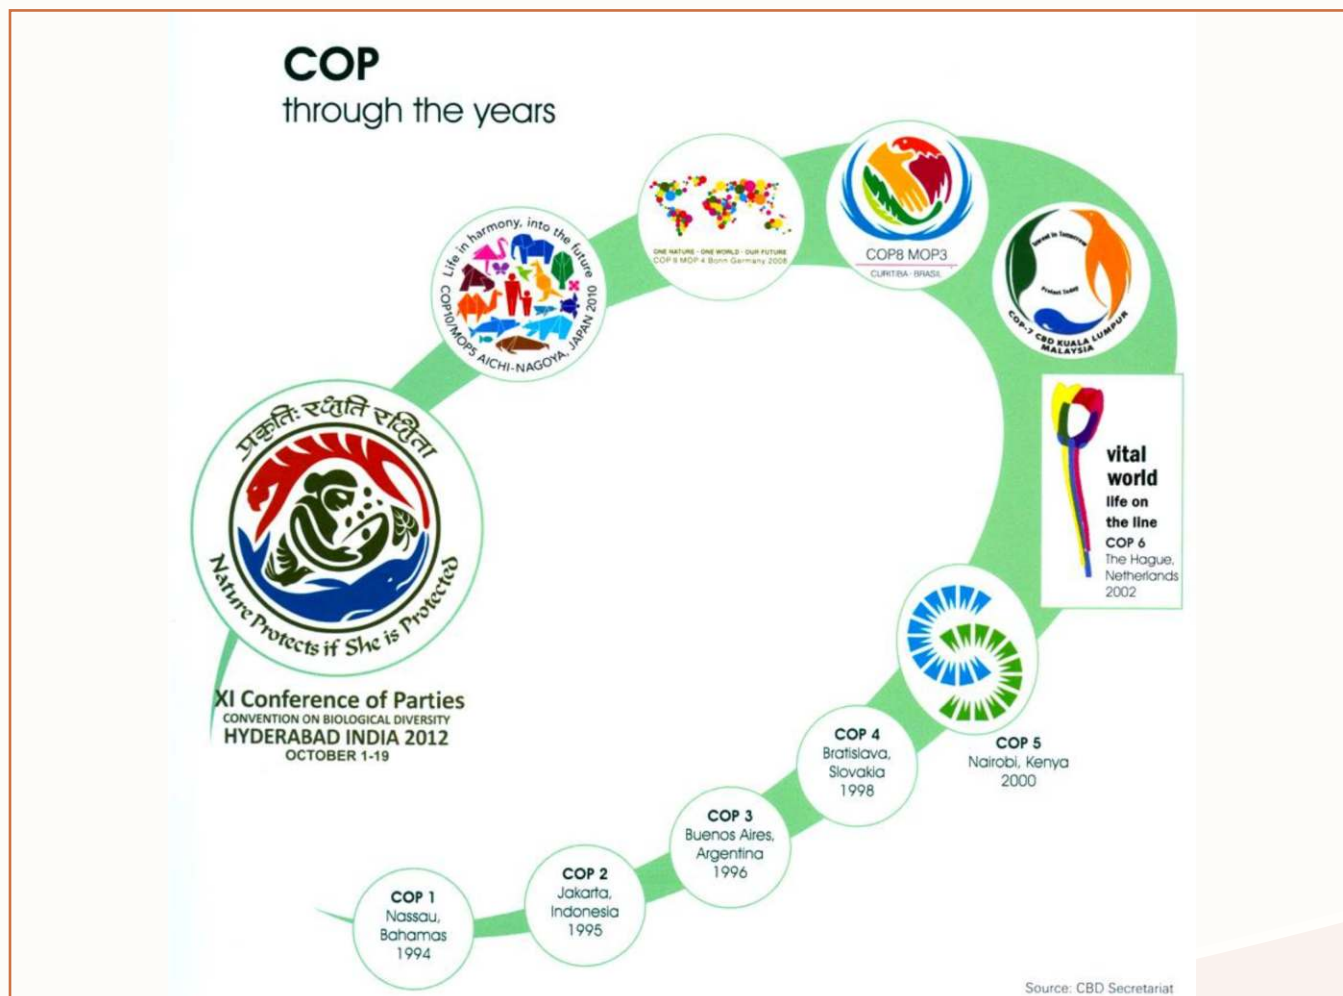 COP
through the years
Life in harmony, into the future
COP10/MOP5 AICHI-NAGOYA, JAPAN 2010
ONE NATURE - ONE WORLD - OUR FUTURE
COP 9 MOP 4 Bonn Germany 2008
COP8 MOP3
CURITIBA - BRASIL
Invest in Tomorrow
Protect Today
COP-7 CBD KUALA LUMPUR
MALAYSIA
vital
world
life on
the line
COP 6
The Hague,
Netherlands
2002
प्रकृतिः रक्षति रक्षिता
Nature Protects if She is Protected
XI Conference of Parties
CONVENTION ON BIOLOGICAL DIVERSITY
HYDERABAD INDIA 2012
OCTOBER 1-19
COP 5
Nairobi, Kenya
2000
COP 4
Bratislava,
Slovakia
1998
COP 3
Buenos Aires,
Argentina
1996
COP 2
Jakarta,
Indonesia
1995
COP 1
Nassau,
Bahamas
1994
Source: CBD Secretariat